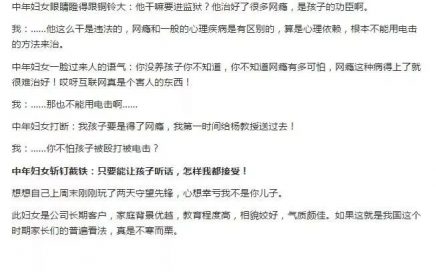 中年妇女眼睛瞪得跟铜铃大：他干嘛要进监狱？他治好了很多网瘾，是孩子的功臣啊。
我：……他这么干是违法的，网瘾和一般的心理疾病是有区别的，算是心理依赖，根本不能用电击
的方法来治。
中年妇女一脸过来人的语气：你没养孩子你不知道，你不知道网瘾有多可怕，网瘾这种病得上了就
很难治好！哎呀互联网真是个害人的东西！
我：……那也不能用电击啊……
中年妇女打断：我孩子要是得了网瘾，我第一时间给杨教授送过去！
我：……你不怕孩子被殴打被电击？
中年妇女斩钉截铁：只要能让孩子听话，怎样我都接受！
想想自己上周末刚刚玩了两天守望先锋，心想幸亏我不是你儿子。
此妇女是公司长期客户，家庭背景优越，教育程度高，相貌姣好，气质颇佳。如果这就是我国这个
时期家长们的普遍看法，真是不寒而栗。